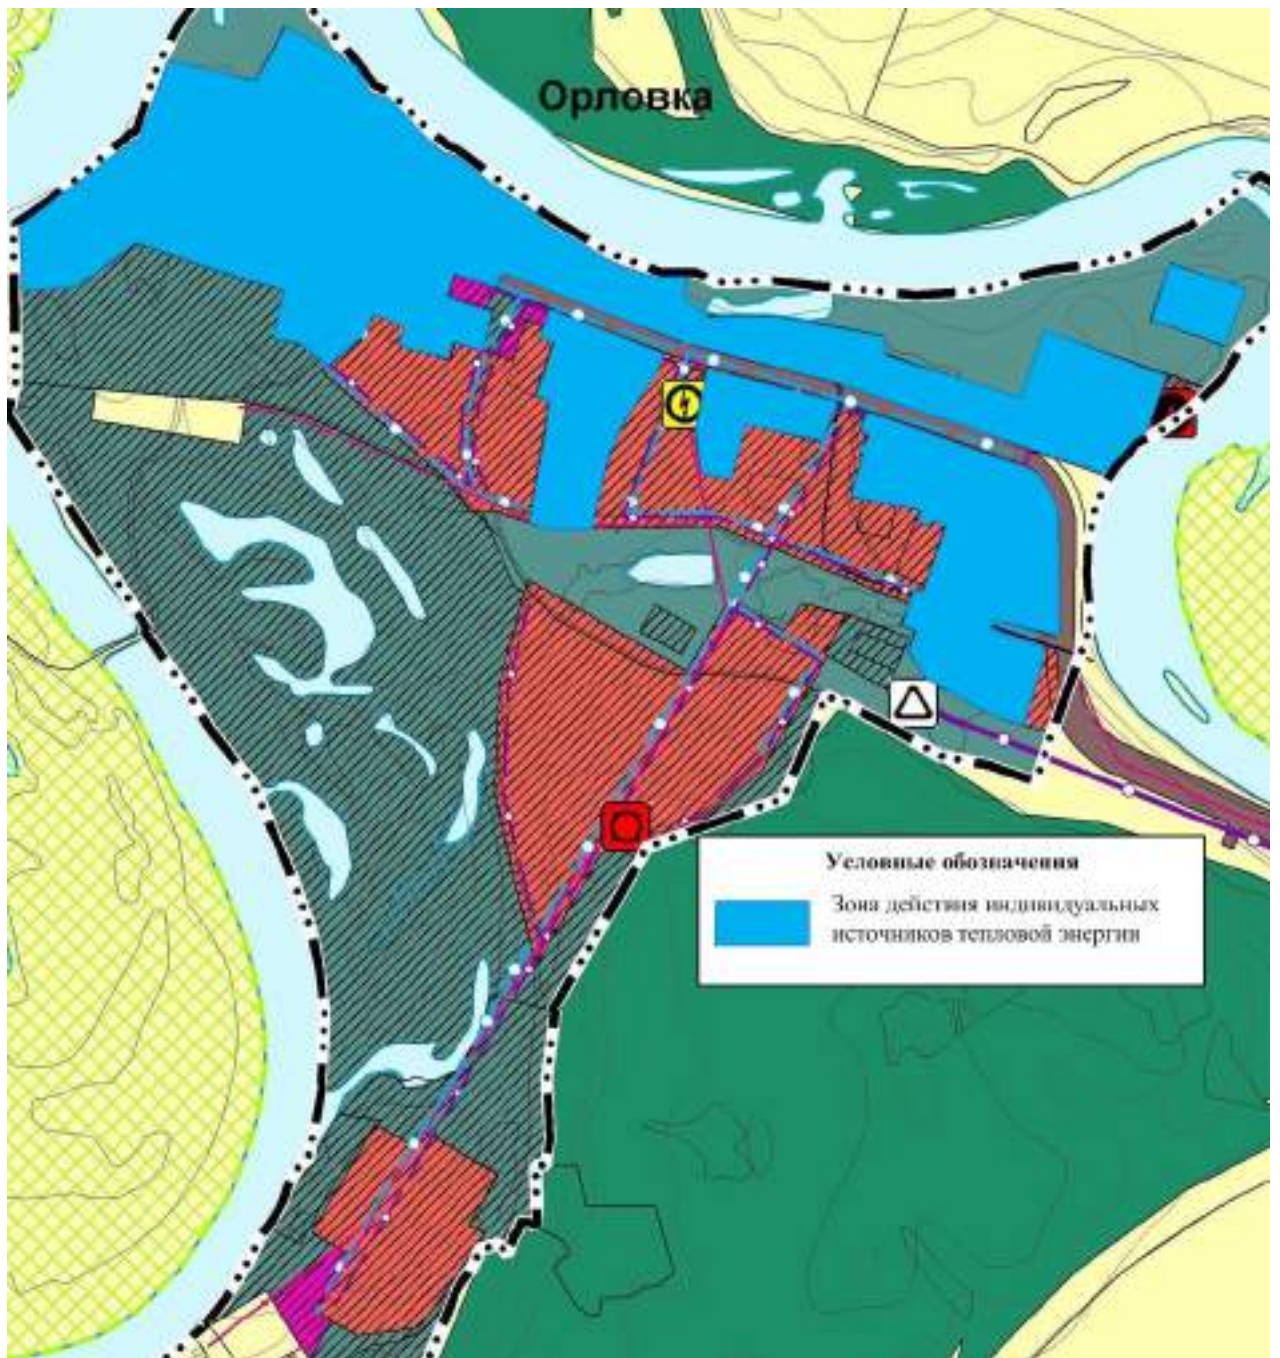 Орловка
Условные обозначения
Зона действия индивидуальных
источников тепловой энергии